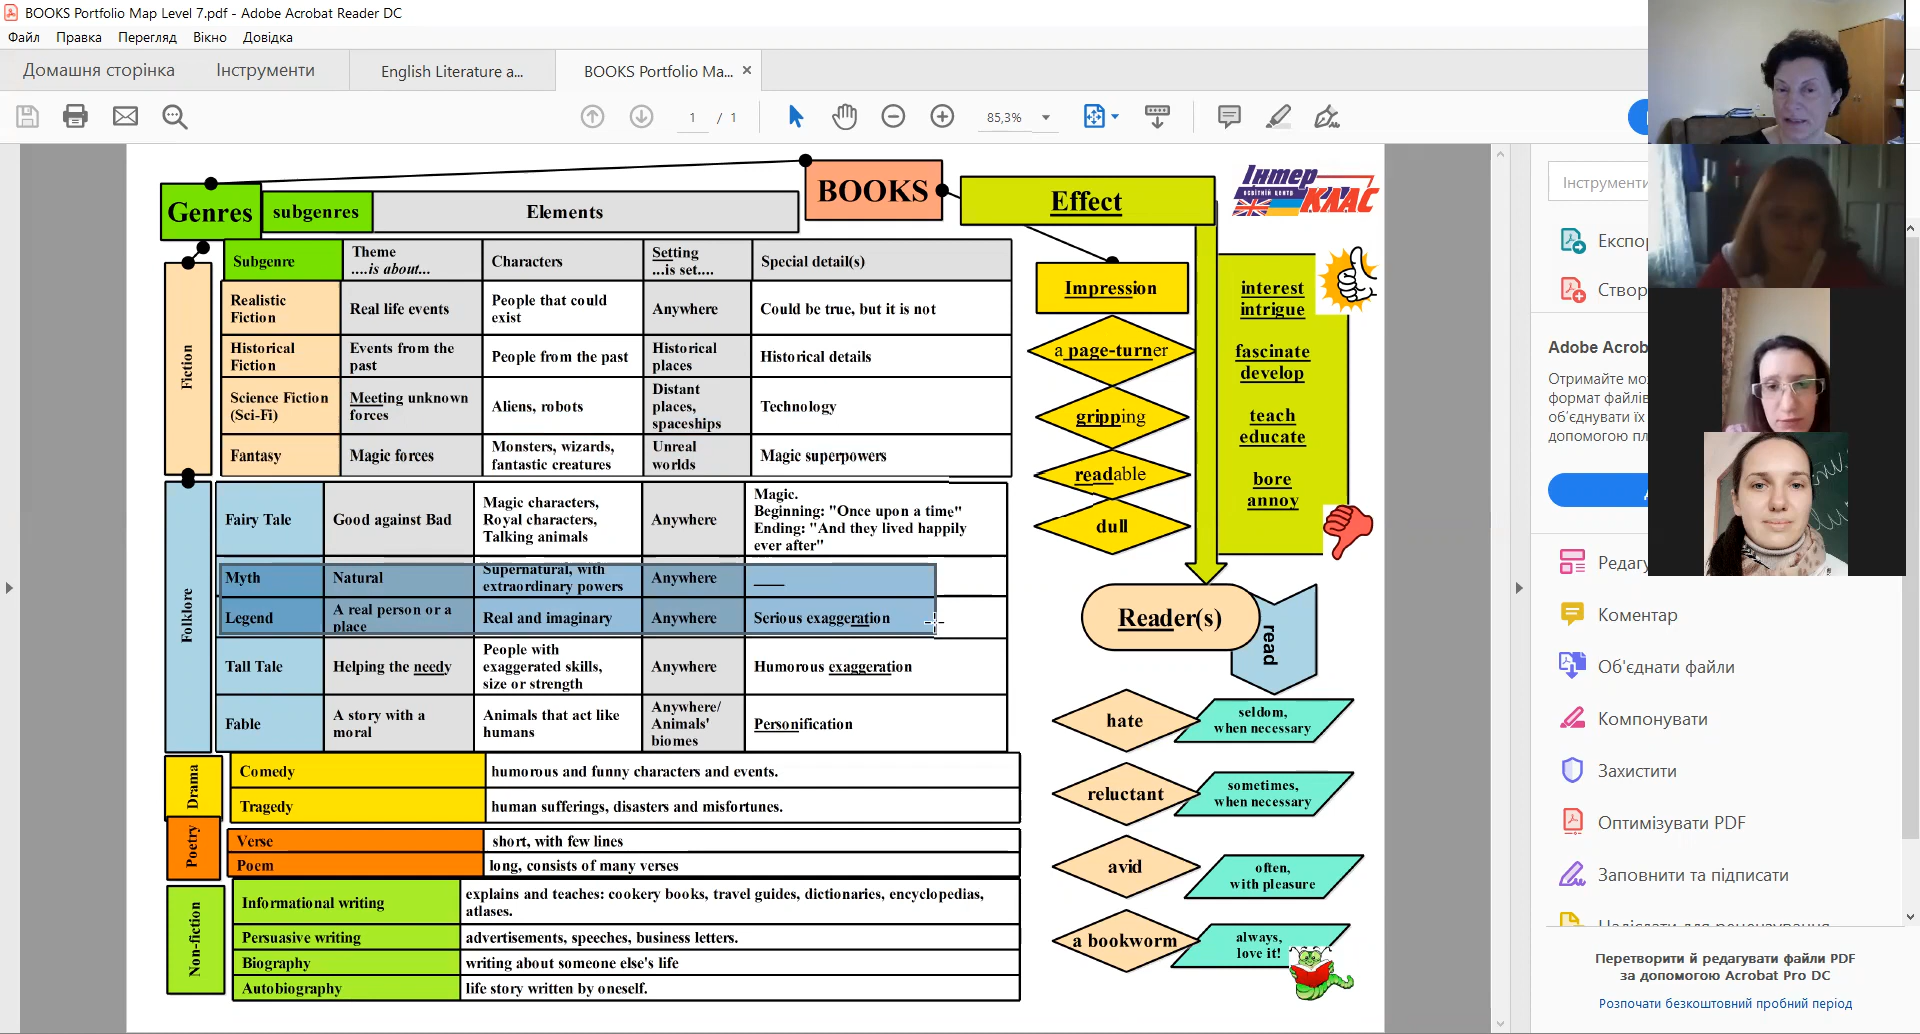 BOOKS Portfolio Map Level 7.pdf - Adobe Acrobat Reader DC
Файл Правка Перегляд Вікно Довідка
Домашня сторінка Інструменти English Literature a... BOOKS Portfolio Ma...
1 / 1 85,3%
BOOKS
Genres subgenres Elements
Effect
Інтер
освітній центр
КЛАС
Subgenre
Theme
....is about...
Characters
Setting
...is set....
Special detail(s)
Fiction
Realistic
Fiction
Real life events
People that could
exist
Anywhere
Could be true, but it is not
Historical
Fiction
Events from the
past
People from the past
Historical
places
Historical details
Science Fiction
(Sci-Fi)
Meeting unknown
forces
Aliens, robots
Distant
places,
spaceships
Technology
Fantasy
Magic forces
Monsters, wizards,
fantastic creatures
Unreal
worlds
Magic superpowers
Folklore
Fairy Tale
Good against Bad
Magic characters,
Royal characters,
Talking animals
Anywhere
Magic.
Beginning: "Once upon a time"
Ending: "And they lived happily
ever after"
Myth
Natural
Supernatural, with
extraordinary powers
Anywhere
____
Legend
A real person or a
place
Real and imaginary
Anywhere
Serious exaggeration
Tall Tale
Helping the needy
People with
exaggerated skills,
size or strength
Anywhere
Humorous exaggeration
Fable
A story with a
moral
Animals that act like
humans
Anywhere/
Animals'
biomes
Personification
Drama
Comedy
humorous and funny characters and events.
Tragedy
human sufferings, disasters and misfortunes.
Poetry
Verse
short, with few lines
Poem
long, consists of many verses
Non-fiction
Informational writing
explains and teaches: cookery books, travel guides, dictionaries, encyclopedias,
atlases.
Persuasive writing
advertisements, speeches, business letters.
Biography
writing about someone else's life
Autobiography
life story written by oneself.
Impression
a page-turner
gripping
readable
dull
interest
intrigue
fascinate
develop
teach
educate
bore
annoy
Reader(s)
read
hate
seldom,
when necessary
reluctant
sometimes,
when necessary
avid
often,
with pleasure
a bookworm
always,
love it!
Інструменти
Експор
Створ
Adobe Acrob
Отримайте мо
формат файлів
об'єднувати їх
допомогою пл
Редагу
Коментар
Об'єднати файли
Компонувати
Захистити
Оптимізувати PDF
Заповнити та підписати
Надіслати для рецензування
Перетворити й редагувати файли PDF
за допомогою Acrobat Pro DC
Розпочати безкоштовний пробний період